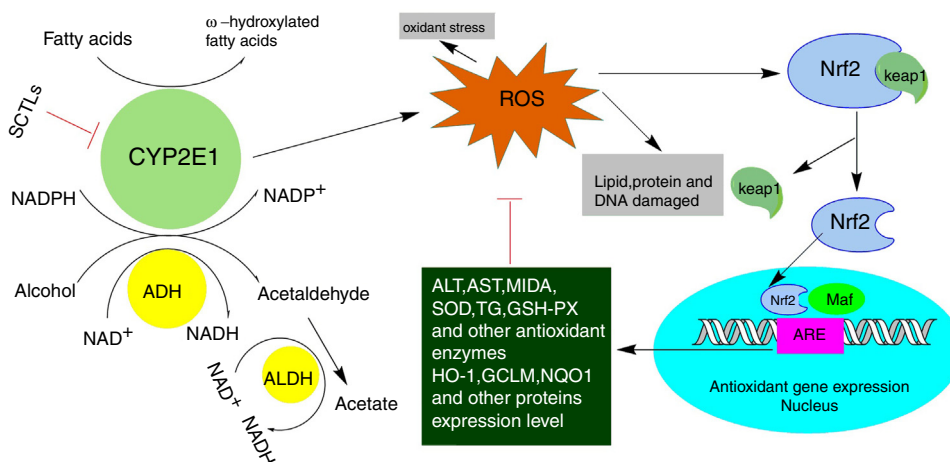 Fatty acids
ω –hydroxylated
fatty acids
SCTLs
CYP2E1
NADPH
NADP+
Alcohol
ADH
Acetaldehyde
NAD+
NADH
NAD+
ALDH
NADH
Acetate
oxidant stress
ROS
Lipid,protein and
DNA damaged
Nrf2
keap1
keap1
Nrf2
Nrf2
Maf
ARE
Antioxidant gene expression
Nucleus
ALT,AST,MIDA,
SOD,TG,GSH-PX
and other antioxidant
enzymes
HO-1,GCLM,NQO1
and other proteins
expression level